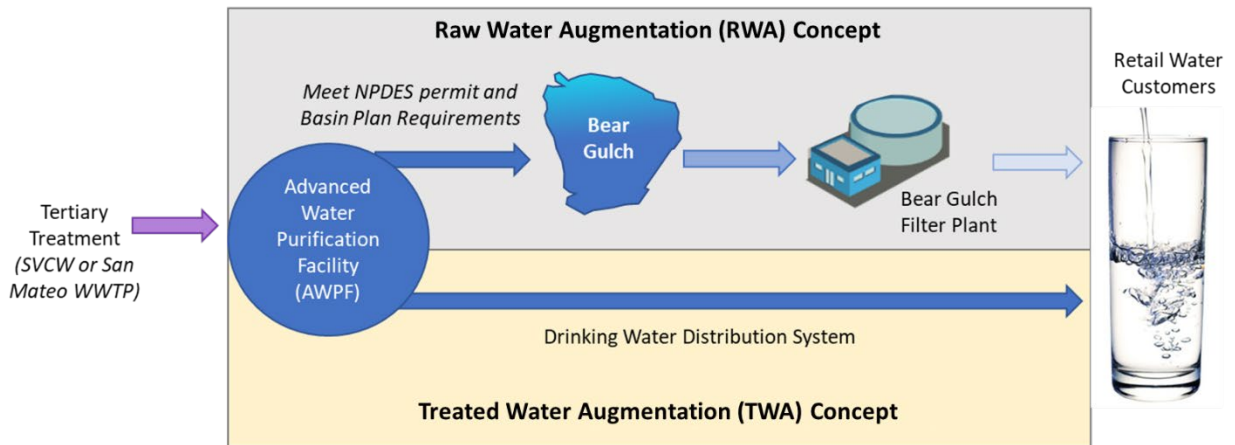 Raw Water Augmentation (RWA) Concept
Meet NPDES permit and
Basin Plan Requirements
Bear
Gulch
Bear Gulch
Filter Plant
Retail Water
Customers
Tertiary
Treatment
(SVCW or San
Mateo WWTP)
Advanced
Water
Purification
Facility
(AWPF)
Drinking Water Distribution System
Treated Water Augmentation (TWA) Concept